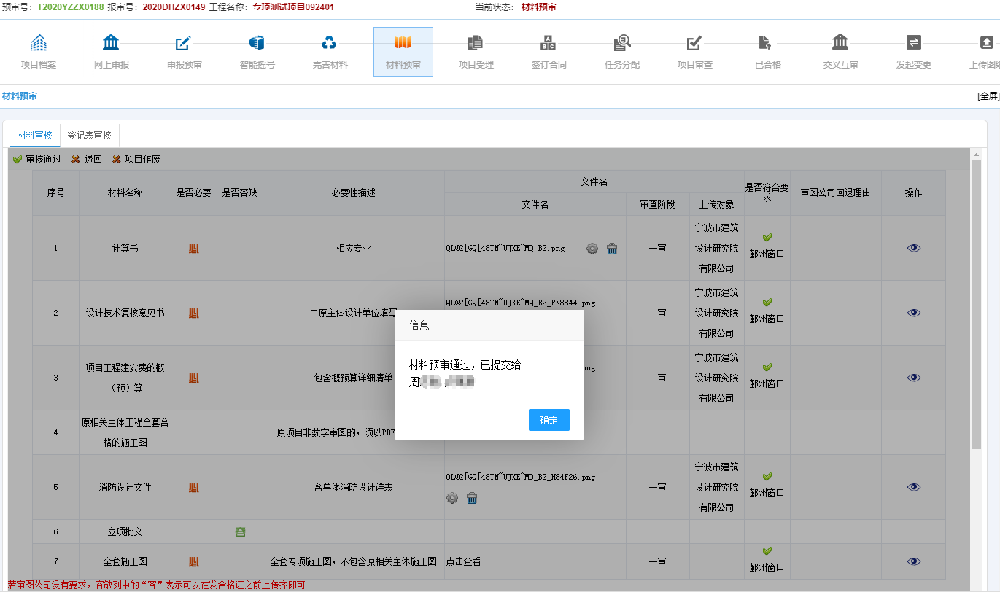 预审号: T2020YZZX0188 报审号: 2020DHZX0149 工程名称: 专项测试项目092401 当前状态: 材料预审
项目档案 网上申报 申报预审 智能摇号 完善材料 材料预审 项目受理 签订合同 任务分配 项目审查 已合格 交叉互审 发起变更 上传图纸
材料预审 [全屏]
材料审核 登记表审核
审核通过 退回 项目作废
序号 材料名称 是否必要 是否容缺 必要性描述 文件名 是否符合要求 审图公司回退理由 操作
文件名 审查阶段 上传对象
1 计算书 相应专业 QL@2[GQ[48TN~UJXE~MQ_B2.png 一审 宁波市建筑设计研究院有限公司 鄞州窗口
QL@2[GQ[48TN~UJXE~MQ_B2_PN8844.png
2 设计技术复核意见书 由原主体设计单位填写 一审 宁波市建筑设计研究院有限公司 鄞州窗口
3 项目工程建安费的概（预）算 包含概预算详细清单 png 一审 宁波市建筑设计研究院有限公司 鄞州窗口
4 原相关主体工程全套合格的施工图 原项目非数字审图的，须以PDF - - -
5 消防设计文件 含单体消防设计详表 QL@2[GQ[48TN~UJXE~MQ_B2_H84F26.png 一审 宁波市建筑设计研究院有限公司 鄞州窗口
6 立项批文 容 - - - -
7 全套施工图 全套专项施工图，不包含原相关主体施工图 点击查看 一审 - 鄞州窗口
若审图公司没有要求，容缺列中的“容”表示可以在发合格证之前上传齐即可
信息
材料预审通过，已提交给
周
确定